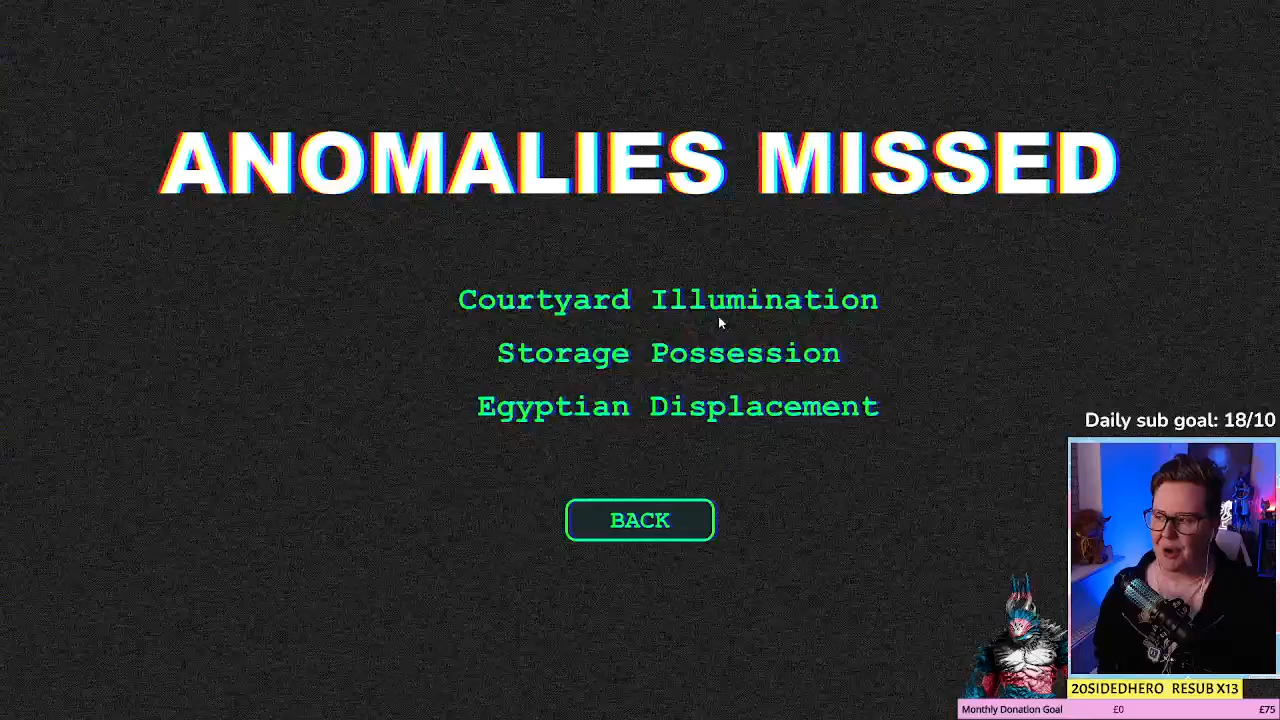 ANOMALIES MISSED
Courtyard Illumination
Storage Possession
Egyptian Displacement
BACK
Daily sub goal: 18/10
20SIDEDHERO RESUB X13
Monthly Donation Goal £0 £75